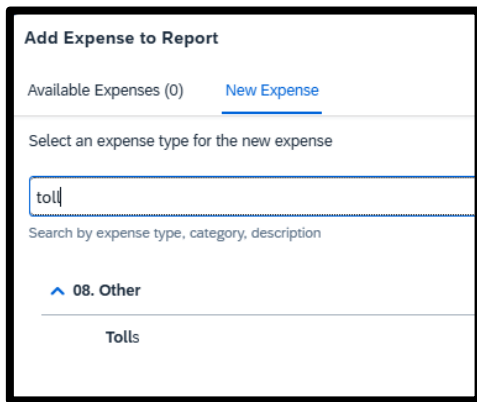 Add Expense to Report
Available Expenses (0) New Expense
Select an expense type for the new expense
toll
Search by expense type, category, description
08. Other
Tolls